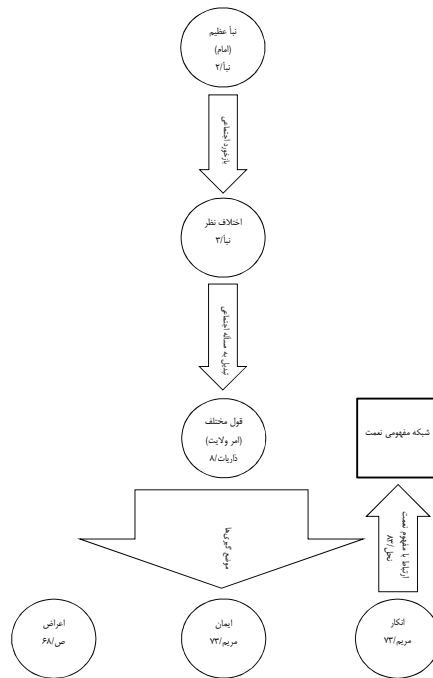 نبأ عظیم
(امام)
نبأ/۲
بازخورد اجتماعی
اختلاف نظر
نبأ/۳
تبدیل به مسأله اجتماعی
قول مختلف
(امر ولایت)
ذاریات/۸
شبکه مفهومی نعمت
موضع گیری‌ها
ارتباط با مفهوم نعمت
نحل/۸۳
انکار
مریم/۷۳
ایمان
مریم/۷۳
اعراض
ص/۶۸